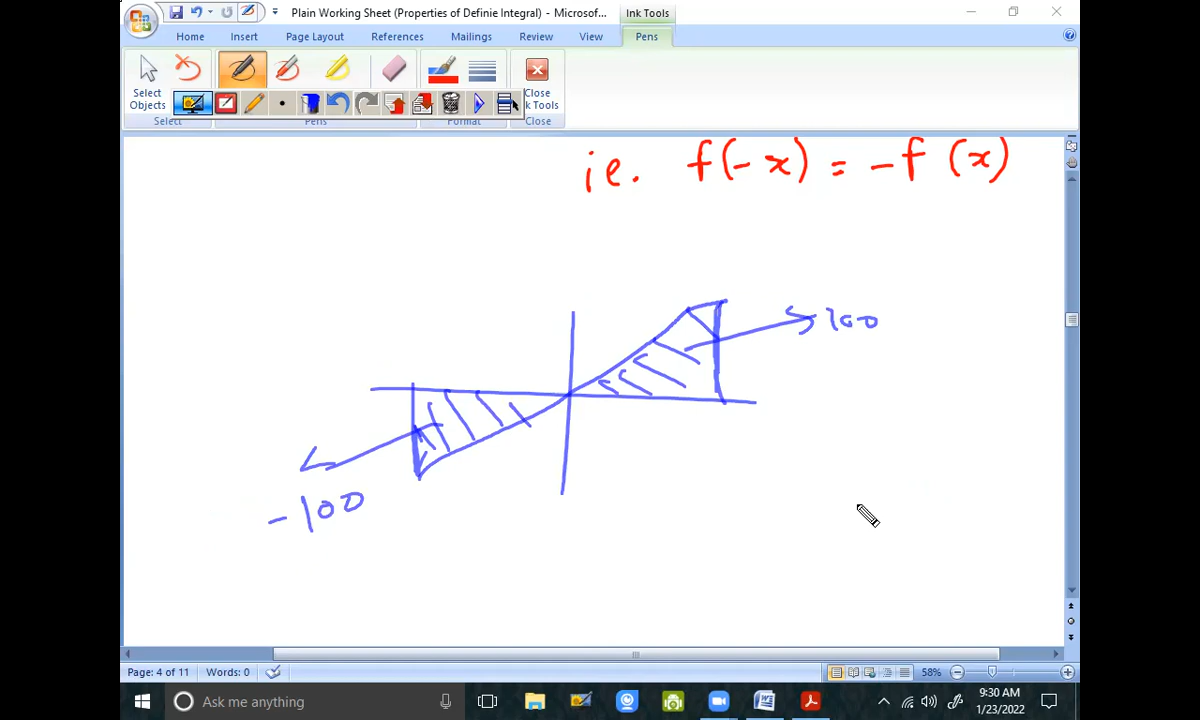 Plain Working Sheet (Properties of Definie Integral) - Microsoft...
Ink Tools
Home Insert Page Layout References Mailings Review View Pens
Select Objects
Close
k Tools
Select Pens Format Close
ie. f(-x) = -f (x)
100
-100
Page: 4 of 11 Words: 0 58%
Ask me anything
9:30 AM
1/23/2022